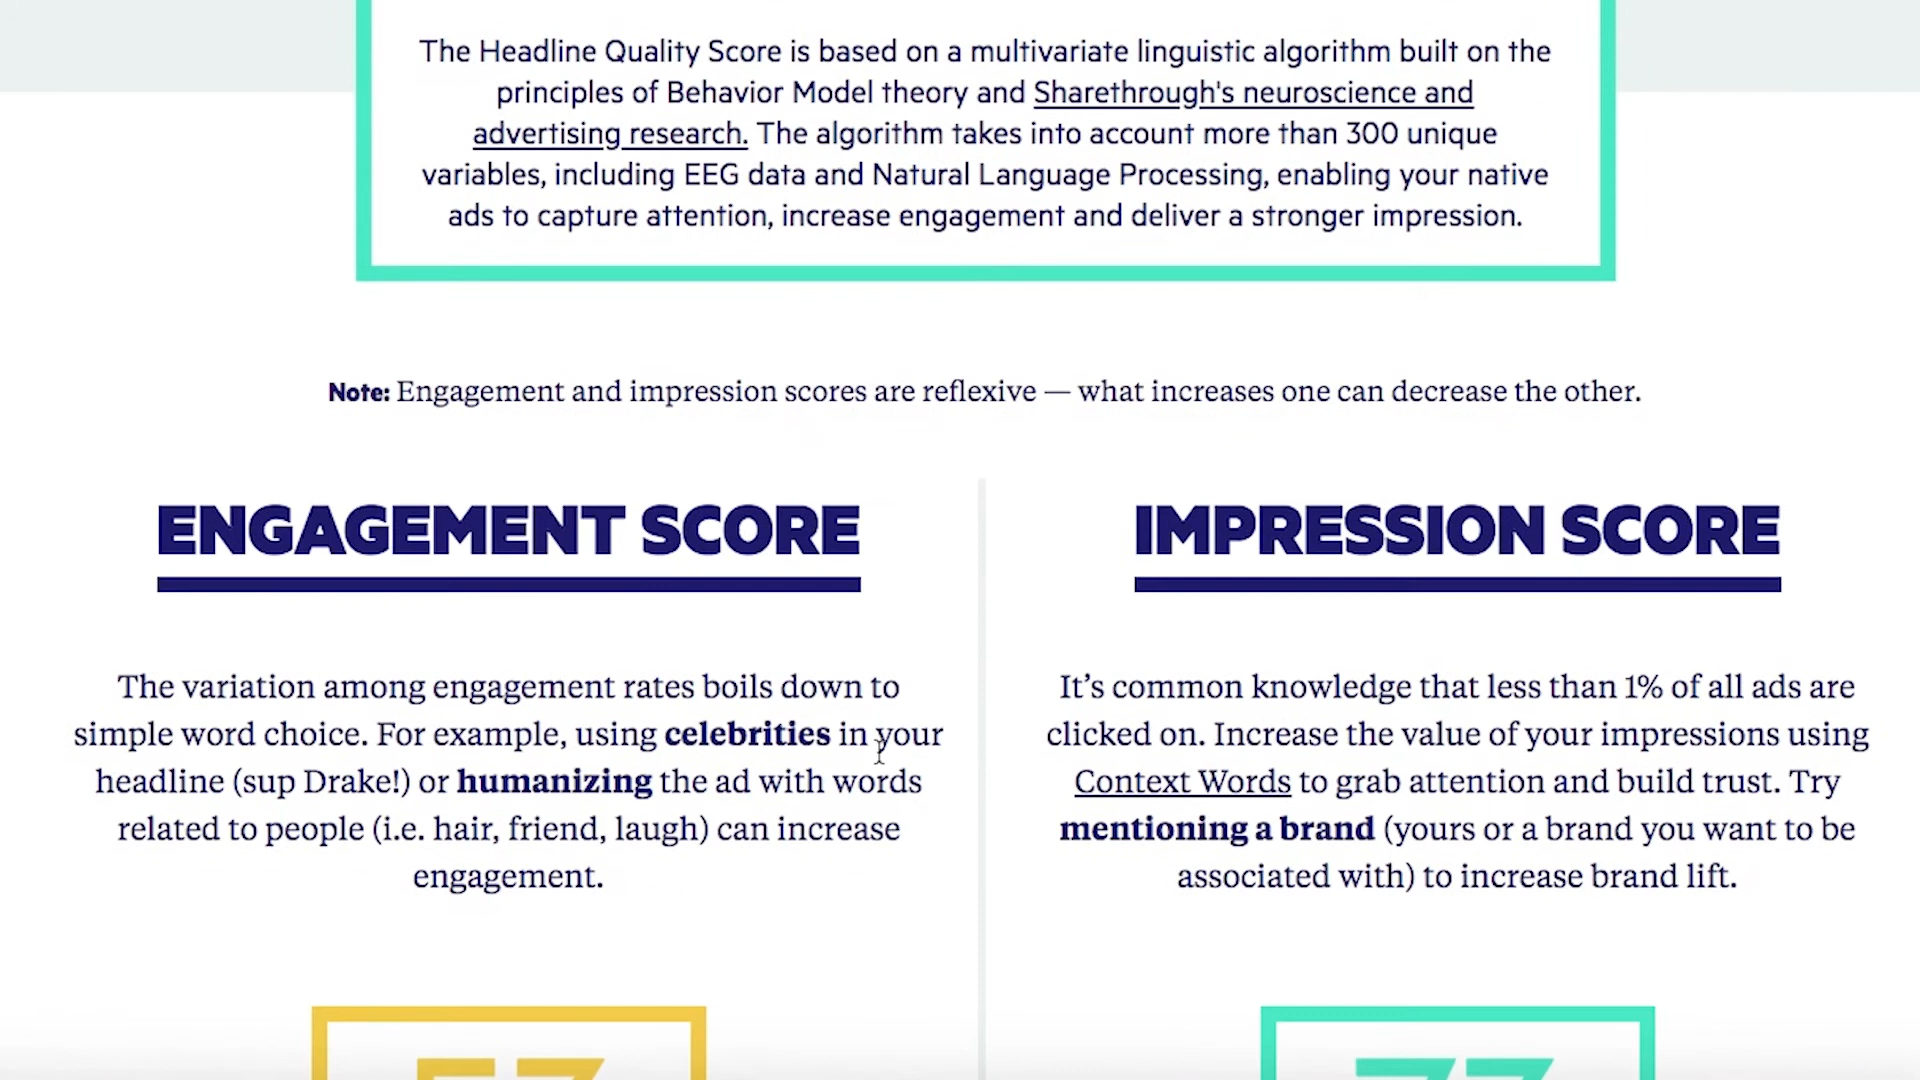 The Headline Quality Score is based on a multivariate linguistic algorithm built on the
principles of Behavior Model theory and Sharethrough's neuroscience and
advertising research. The algorithm takes into account more than 300 unique
variables, including EEG data and Natural Language Processing, enabling your native
ads to capture attention, increase engagement and deliver a stronger impression.
Note: Engagement and impression scores are reflexive — what increases one can decrease the other.
ENGAGEMENT SCORE
The variation among engagement rates boils down to
simple word choice. For example, using celebrities in your
headline (sup Drake!) or humanizing the ad with words
related to people (i.e. hair, friend, laugh) can increase
engagement.
IMPRESSION SCORE
It’s common knowledge that less than 1% of all ads are
clicked on. Increase the value of your impressions using
Context Words to grab attention and build trust. Try
mentioning a brand (yours or a brand you want to be
associated with) to increase brand lift.